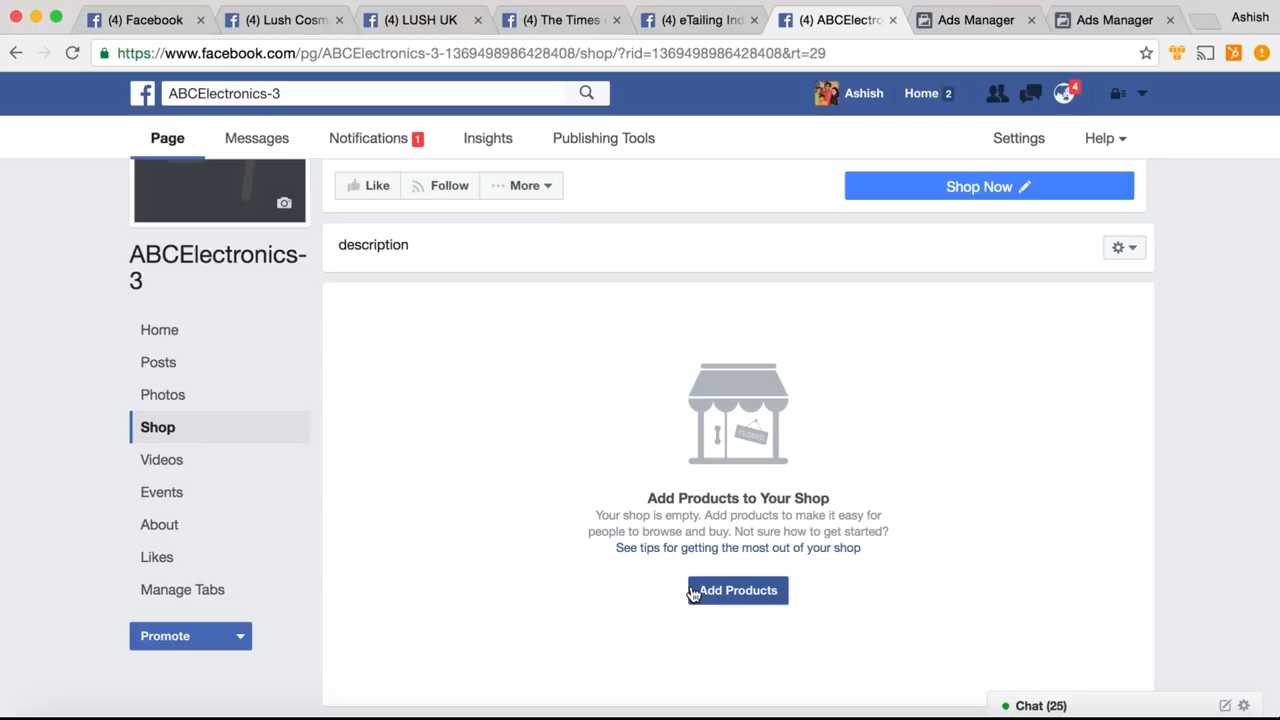 (4) Facebook
(4) Lush Cosm
(4) LUSH UK
(4) The Times
(4) eTailing Ind
(4) ABCElectro
Ads Manager
Ads Manager
Ashish
https://www.facebook.com/pg/ABCElectronics-3-1369498986428408/shop/?rid=1369498986428408&rt=29
ABCElectronics-3
Ashish
Home 2
4
Page
Messages
Notifications 1
Insights
Publishing Tools
Settings
Help
Like
Follow
More
Shop Now
ABCElectronics-
3
description
Home
Posts
Photos
Shop
Videos
Events
About
Likes
Manage Tabs
Promote
CLOSED
Add Products to Your Shop
Your shop is empty. Add products to make it easy for
people to browse and buy. Not sure how to get started?
See tips for getting the most out of your shop
Add Products
Chat (25)